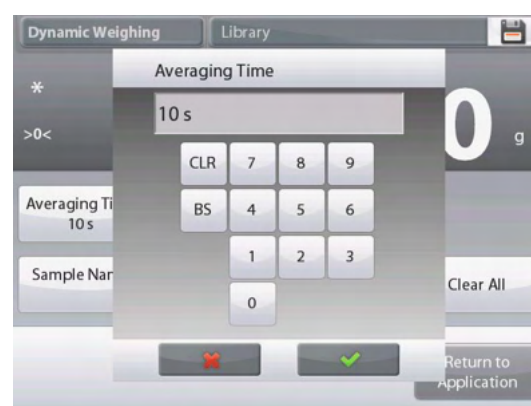 Dynamic Weighing
Library
Averaging Time
*
10 s
>0<
0
g
CLR 7 8 9
Averaging Ti
10 s
BS 4 5 6
1 2 3
Sample Nar
Clear All
0
Return to
Application